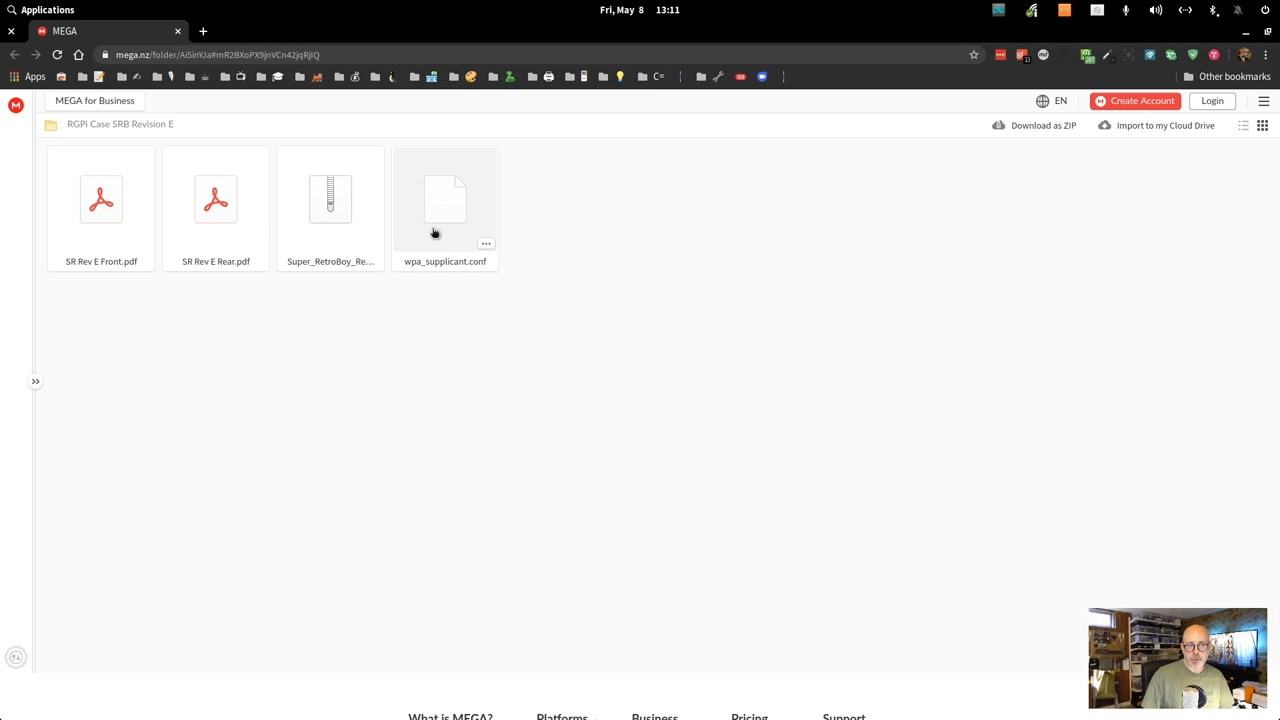 Applications
Fri, May 8 13:11
MEGA
mega.nz/folder/Ai5inYJa#mR2BXoPX9jnVCn42jqRjIQ
Apps
C=
Other bookmarks
MEGA for Business
EN
Create Account
Login
RGPi Case SRB Revision E
Download as ZIP
Import to my Cloud Drive
SR Rev E Front.pdf
SR Rev E Rear.pdf
Super_RetroBoy_Re...
wpa_supplicant.conf
What is MEGA?
Platforms
Business
Pricing
Support